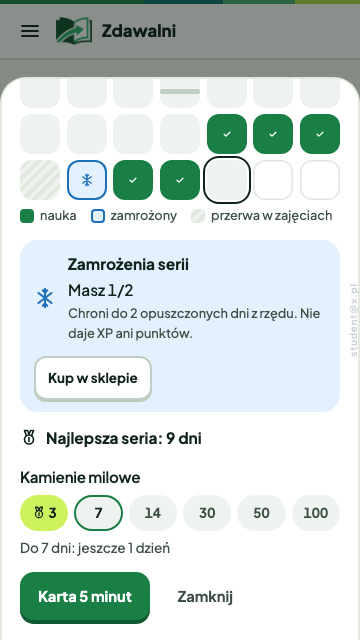 Zdawalni
nauka
zamrożony
przerwa w zajęciach
Zamrożenia serii
Masz 1/2
Chroni do 2 opuszczonych dni z rzędu. Nie
daje XP ani punktów.
Kup w sklepie
student@x.pl
Najlepsza seria: 9 dni
Kamienie milowe
3
7
14
30
50
100
Do 7 dni: jeszcze 1 dzień
Karta 5 minut
Zamknij